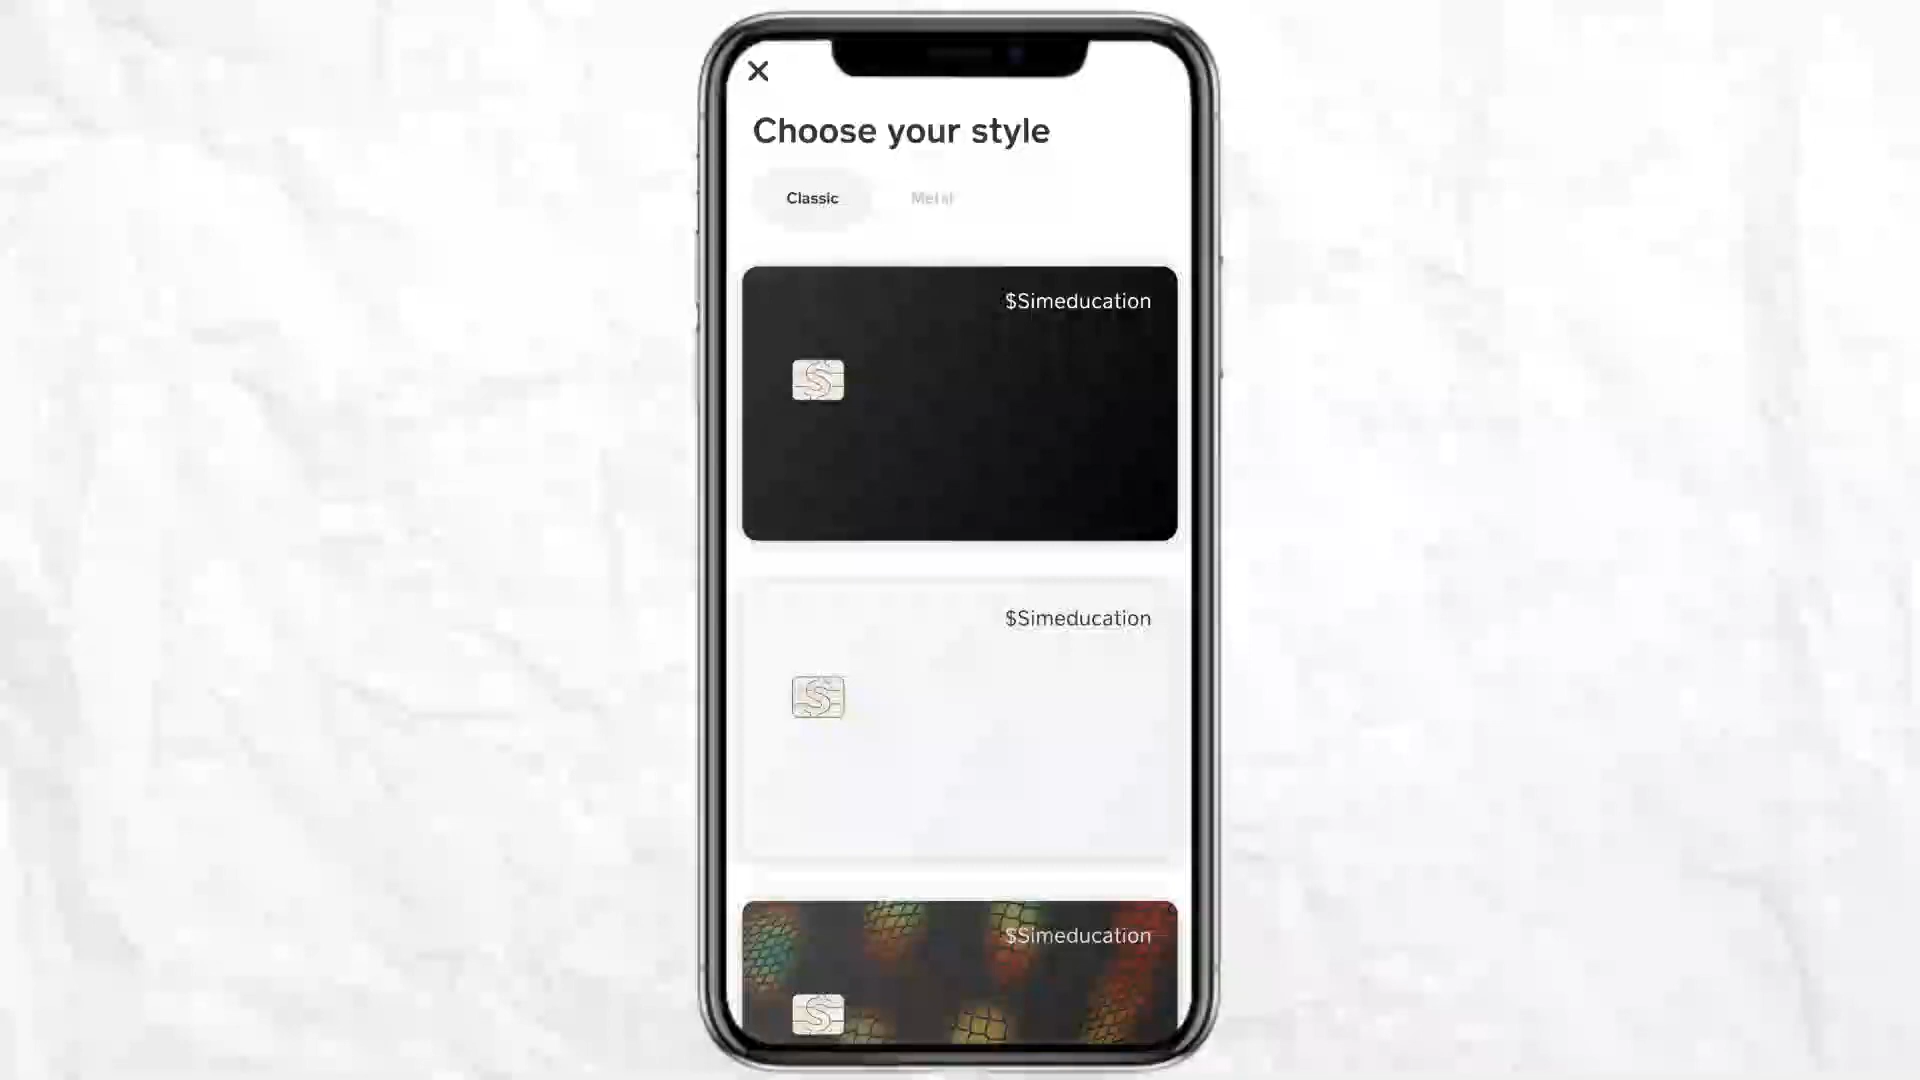 Choose your style
Classic
Metal
$Simeducation
$Simeducation
$Simeducation